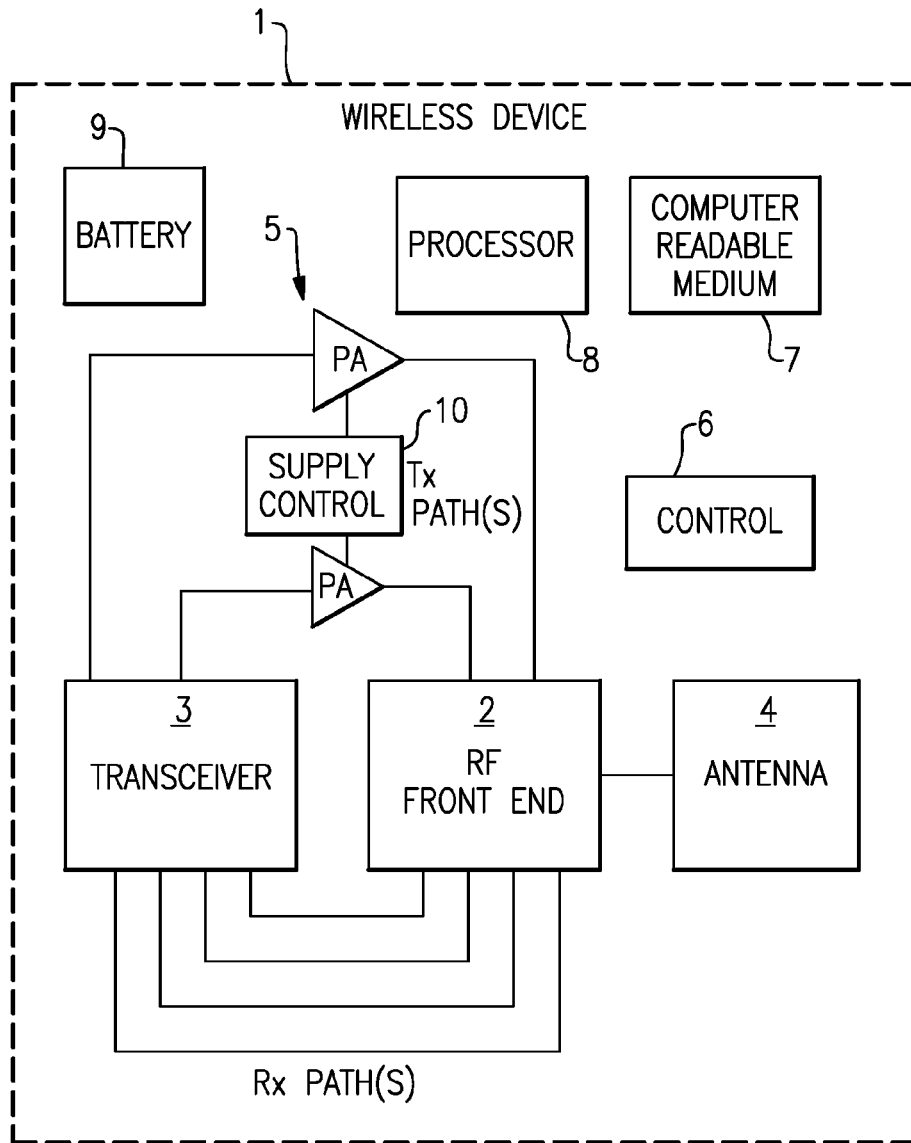 1
WIRELESS DEVICE
9
BATTERY
5
PROCESSOR
8
COMPUTER
READABLE
MEDIUM
7
PA
10
SUPPLY
CONTROL
Tx
PATH(S)
6
CONTROL
PA
3
TRANSCEIVER
2
RF
FRONT END
4
ANTENNA
Rx PATH(S)